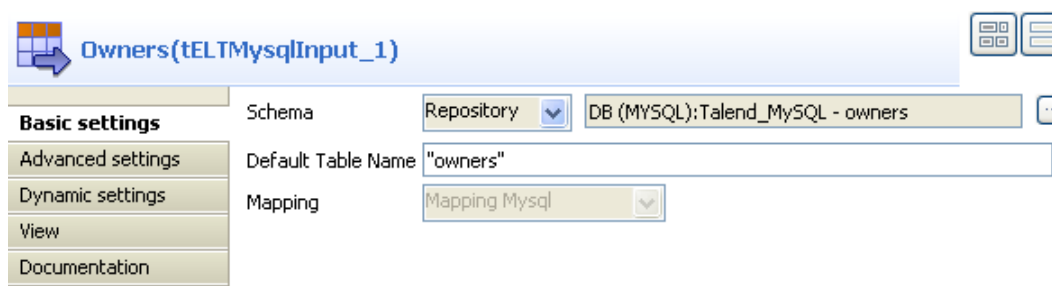 Owners(tELTMysqlInput_1)
Basic settings
Advanced settings
Dynamic settings
View
Documentation
Schema
Repository
DB (MYSQL):Talend_MySQL - owners
Default Table Name
"owners"
Mapping
Mapping Mysql